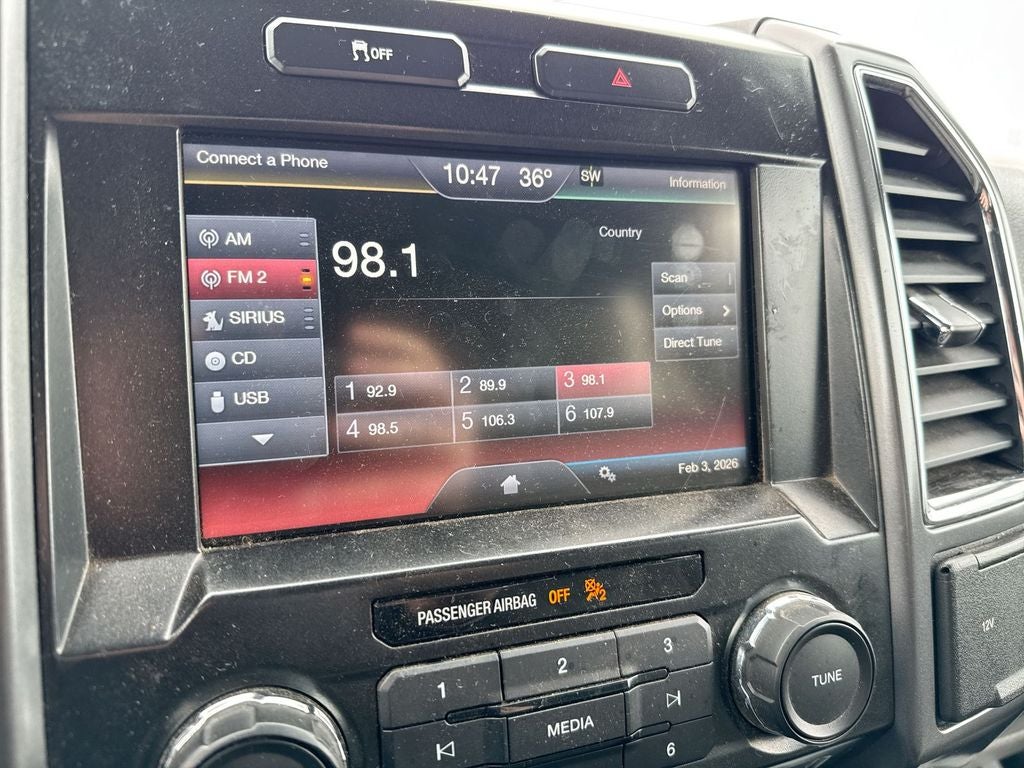 OFF
Connect a Phone
10:47 36° SW
Information
AM
FM 2
SIRIUS
CD
USB
98.1
Country
Scan
Options
Direct Tune
1 92.9
2 89.9
3 98.1
4 98.5
5 106.3
6 107.9
Feb 3, 2026
PASSENGER AIRBAG OFF 2
1
2
3
MEDIA
6
TUNE
12V